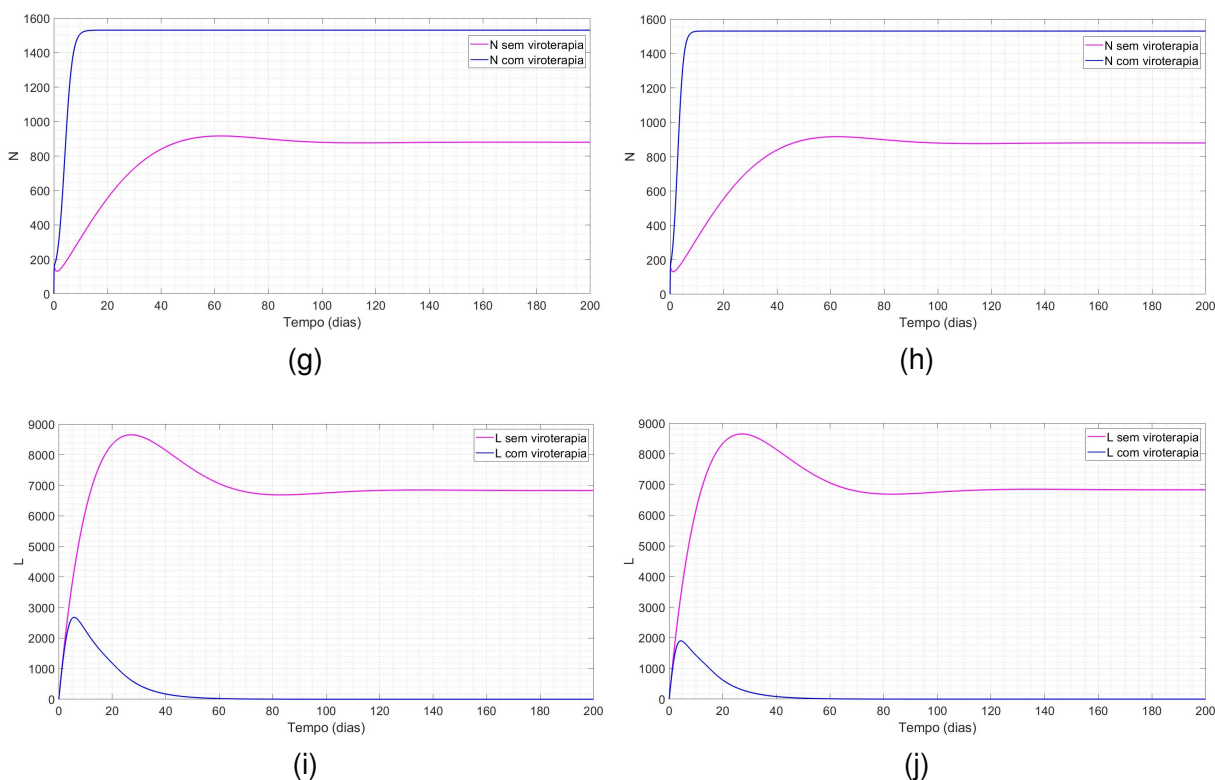 1600
1400
1200
1000
800
600
400
200
0
N
N sem viroterapia
N com viroterapia
0 20 40 60 80 100 120 140 160 180 200
Tempo (dias)
(g)
1600
1400
1200
1000
800
600
400
200
0
N
N sem viroterapia
N com viroterapia
0 20 40 60 80 100 120 140 160 180 200
Tempo (dias)
(h)
9000
8000
7000
6000
5000
4000
3000
2000
1000
0
L
L sem viroterapia
L com viroterapia
0 20 40 60 80 100 120 140 160 180 200
Tempo (dias)
(i)
9000
8000
7000
6000
5000
4000
3000
2000
1000
0
L
L sem viroterapia
L com viroterapia
0 20 40 60 80 100 120 140 160 180 200
Tempo (dias)
(j)